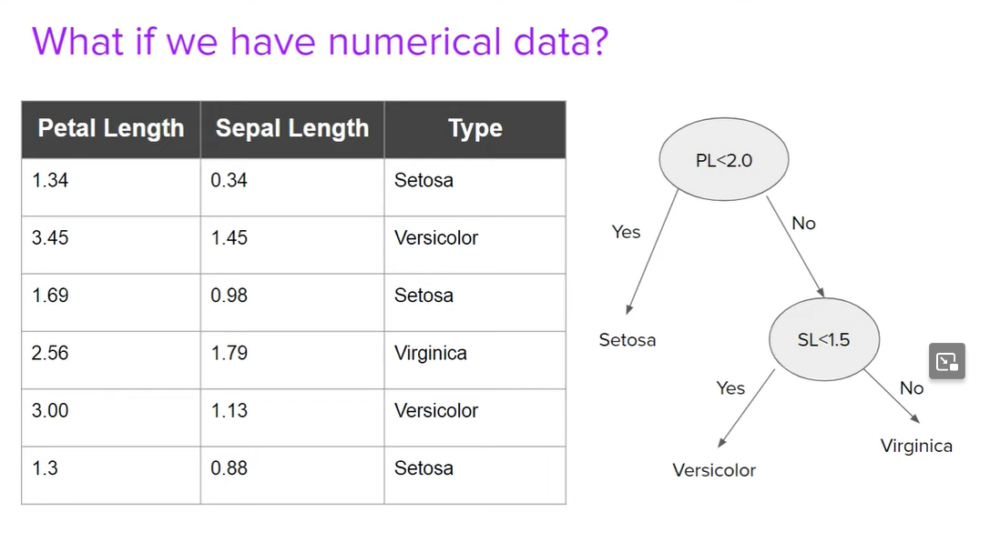 What if we have numerical data?
Petal Length Sepal Length Type
1.34 0.34 Setosa
3.45 1.45 Versicolor
1.69 0.98 Setosa
2.56 1.79 Virginica
3.00 1.13 Versicolor
1.3 0.88 Setosa
PL<2.0
Yes
No
Setosa
SL<1.5
Yes
No
Versicolor
Virginica